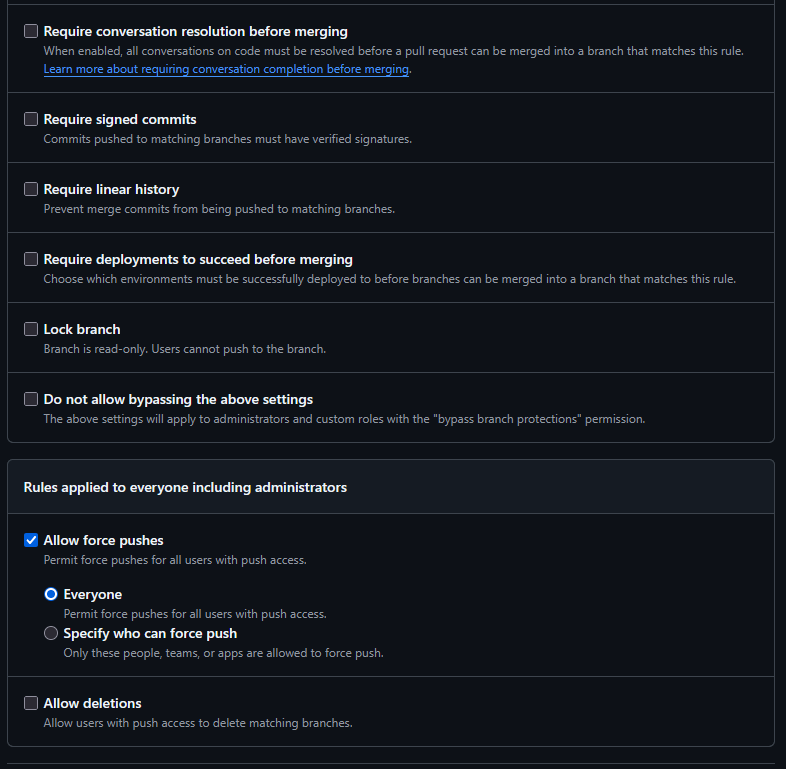 Require conversation resolution before merging
When enabled, all conversations on code must be resolved before a pull request can be merged into a branch that matches this rule.
Learn more about requiring conversation completion before merging.
Require signed commits
Commits pushed to matching branches must have verified signatures.
Require linear history
Prevent merge commits from being pushed to matching branches.
Require deployments to succeed before merging
Choose which environments must be successfully deployed to before branches can be merged into a branch that matches this rule.
Lock branch
Branch is read-only. Users cannot push to the branch.
Do not allow bypassing the above settings
The above settings will apply to administrators and custom roles with the "bypass branch protections" permission.
Rules applied to everyone including administrators
Allow force pushes
Permit force pushes for all users with push access.
Everyone
Permit force pushes for all users with push access.
Specify who can force push
Only these people, teams, or apps are allowed to force push.
Allow deletions
Allow users with push access to delete matching branches.